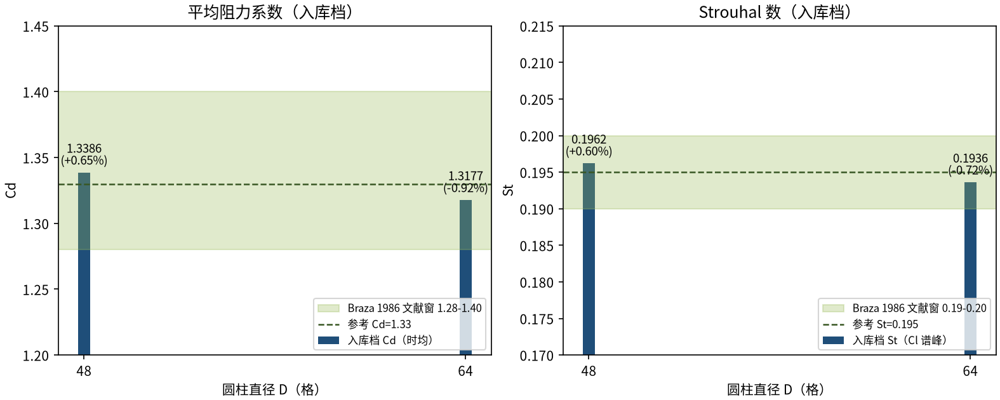 平均阻力系数（入库档）
1.45
1.40
1.35
1.30
1.25
1.20
Cd
1.3386
(+0.65%)
1.3177
(-0.92%)
Braza 1986 文献窗 1.28-1.40
参考 Cd=1.33
入库档 Cd（时均）
48
64
圆柱直径 D（格）
Strouhal 数（入库档）
0.215
0.210
0.205
0.200
0.195
0.190
0.185
0.180
0.175
0.170
St
0.1962
(+0.60%)
0.1936
(-0.72%)
Braza 1986 文献窗 0.19-0.20
参考 St=0.195
入库档 St（Cl 谱峰）
48
64
圆柱直径 D（格）